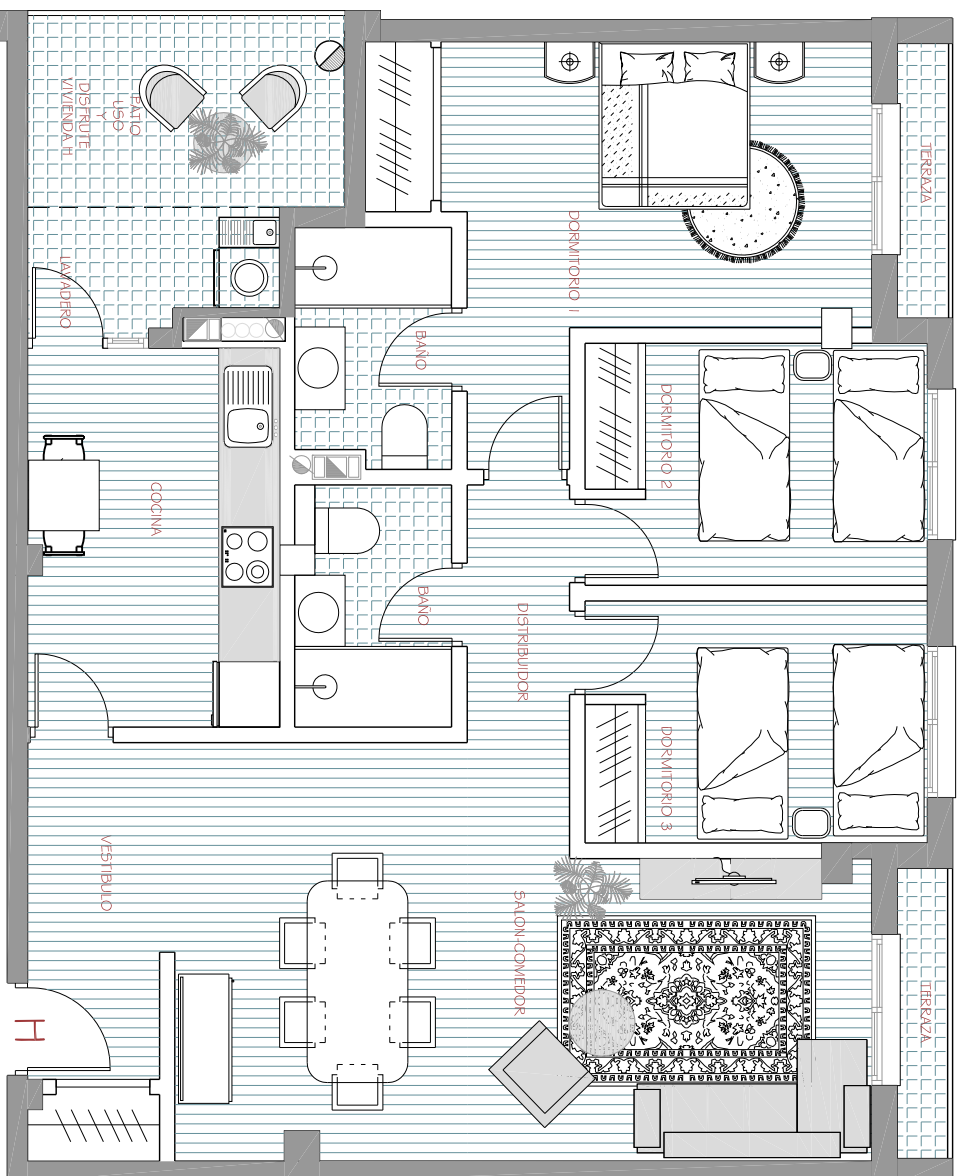 PATIO
USO
Y
DISFRUTE
VIVIENDA H
TERRAZA
DORMITORIO 1
LAVADERO
BAÑO
DORMITORO 2
COCINA
BAÑO
DISTRIBUIDOR
DORMITORIO 3
VESTIBULO
SALON-COMEDOR
TERRAZA
H